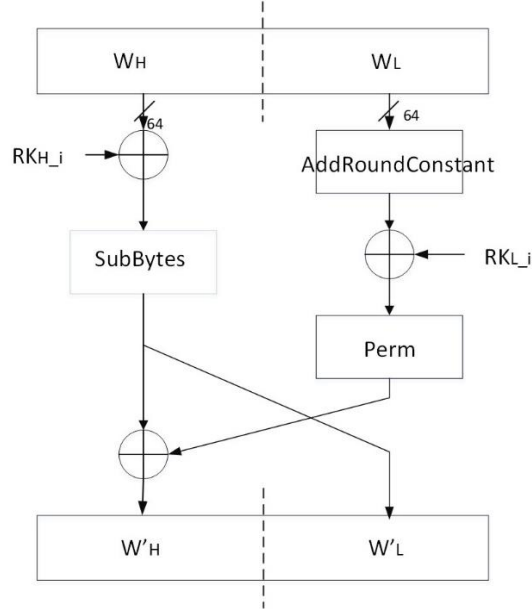 WH WL
64 64
RKH_i
AddRoundConstant
SubBytes
RKL_i
Perm
W'H W'L